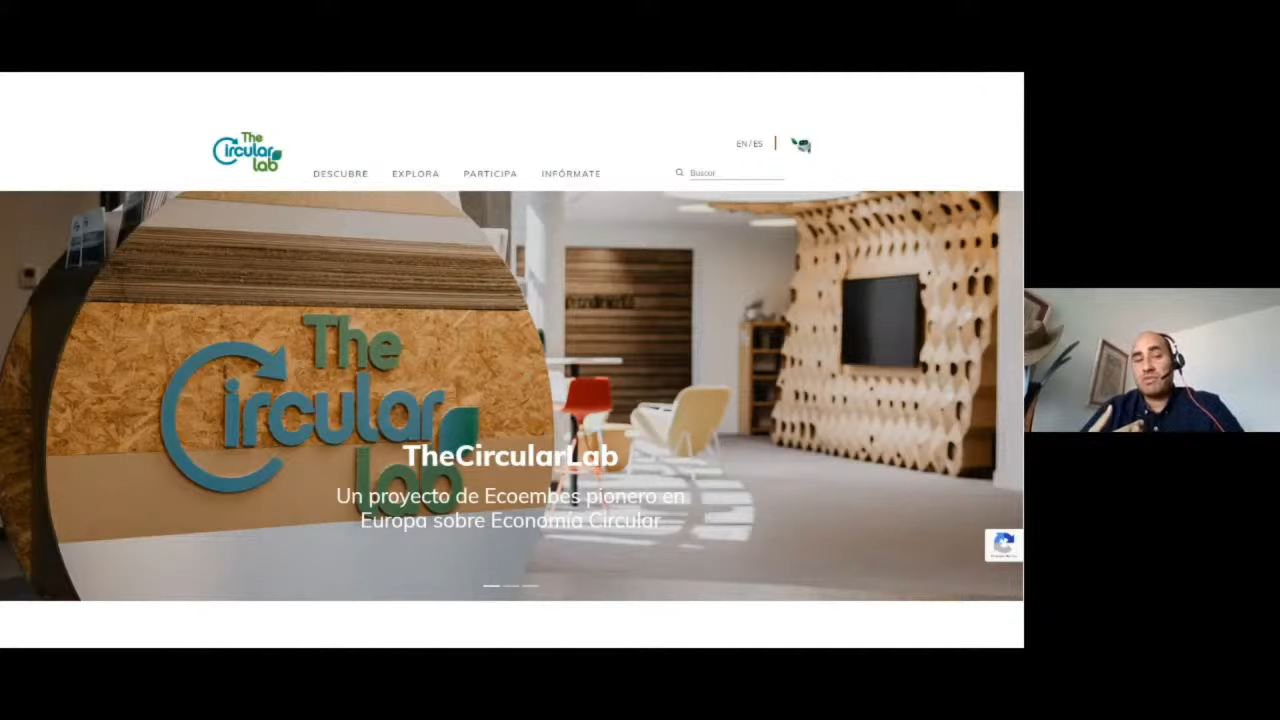 The
Circular
lab
EN / ES
DESCUBRE EXPLORA PARTICIPA INFÓRMATE
Buscar
The
Circular
lab
TheCircularLab
Un proyecto de Ecoembes pionero en
Europa sobre Economía Circular